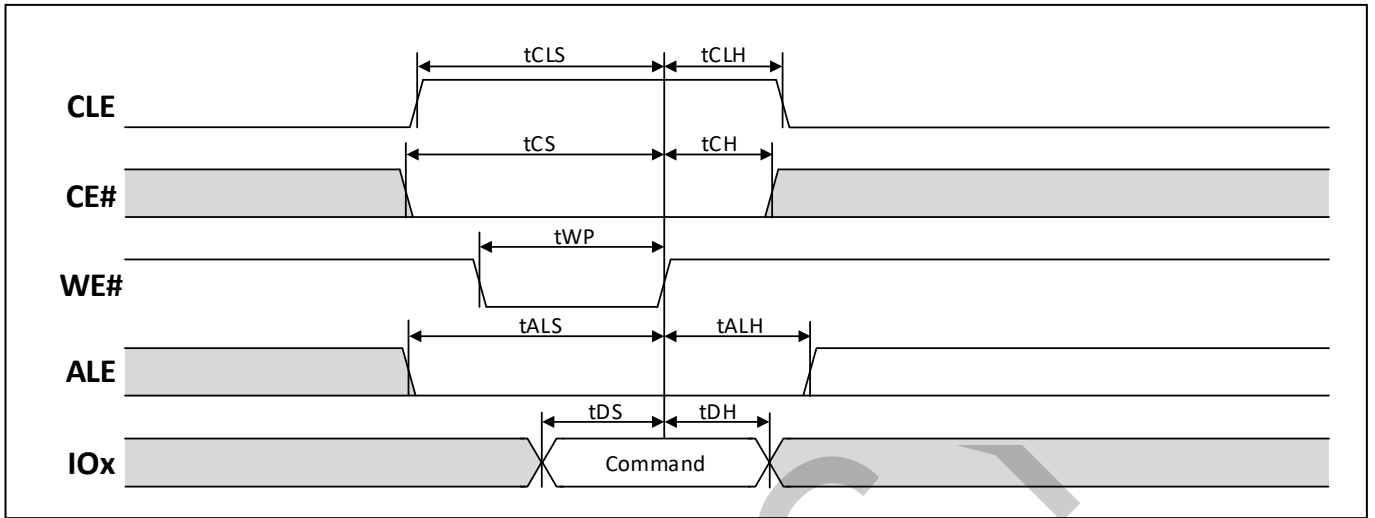 tCLS tCLH
CLE
tCS tCH
CE#
tWP
WE#
tALS tALH
ALE
tDS tDH
IOx Command